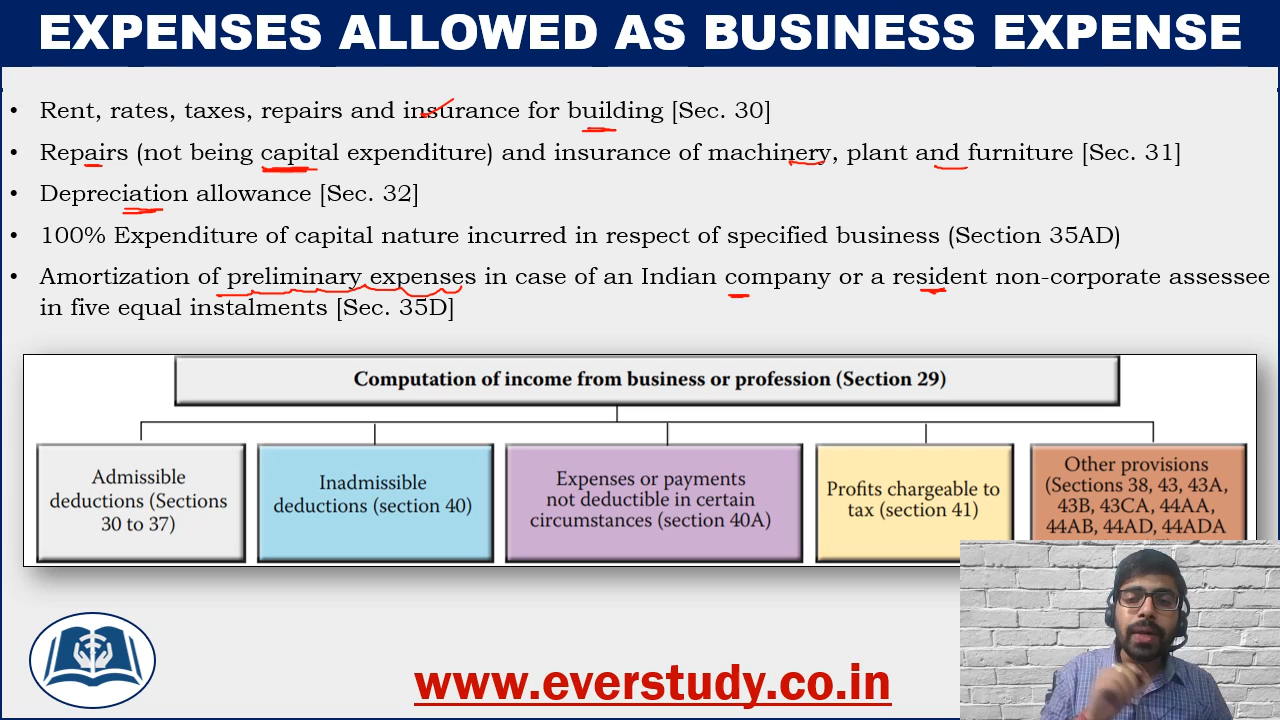 EXPENSES ALLOWED AS BUSINESS EXPENSE
• Rent, rates, taxes, repairs and insurance for building [Sec. 30]
• Repairs (not being capital expenditure) and insurance of machinery, plant and furniture [Sec. 31]
• Depreciation allowance [Sec. 32]
• 100% Expenditure of capital nature incurred in respect of specified business (Section 35AD)
• Amortization of preliminary expenses in case of an Indian company or a resident non-corporate assessee
in five equal instalments [Sec. 35D]
Computation of income from business or profession (Section 29)
Admissible
deductions (Sections
30 to 37)
Inadmissible
deductions (section 40)
Expenses or payments
not deductible in certain
circumstances (section 40A)
Profits chargeable to
tax (section 41)
Other provisions
(Sections 38, 43, 43A,
43B, 43CA, 44AA,
44AB, 44AD, 44ADA
www.everstudy.co.in